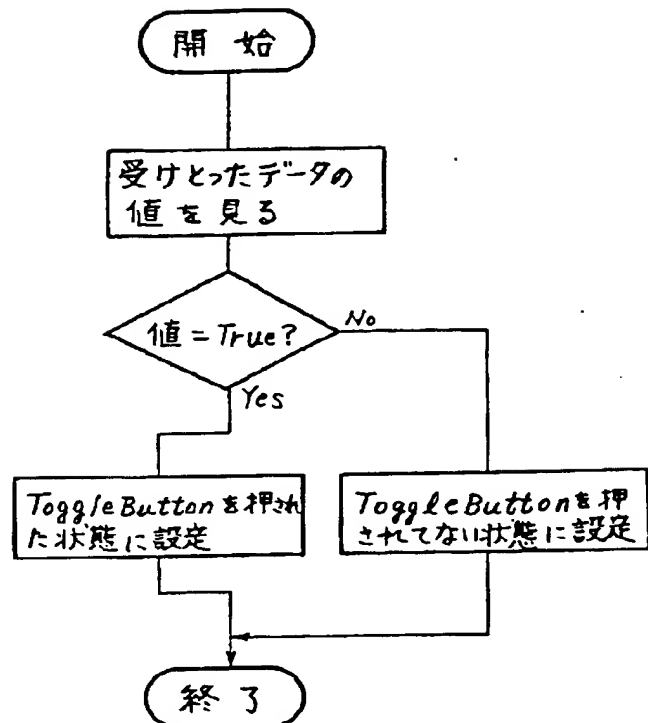 開始
受けとったデータの
値を見る
値=True?
No
Yes
ToggleButtonを押され
た状態に設定
ToggleButtonを押
されてない状態に設定
終了